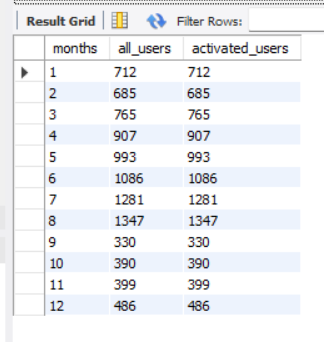 Result Grid Filter Rows:
months all_users activated_users
1 712 712
2 685 685
3 765 765
4 907 907
5 993 993
6 1086 1086
7 1281 1281
8 1347 1347
9 330 330
10 390 390
11 399 399
12 486 486